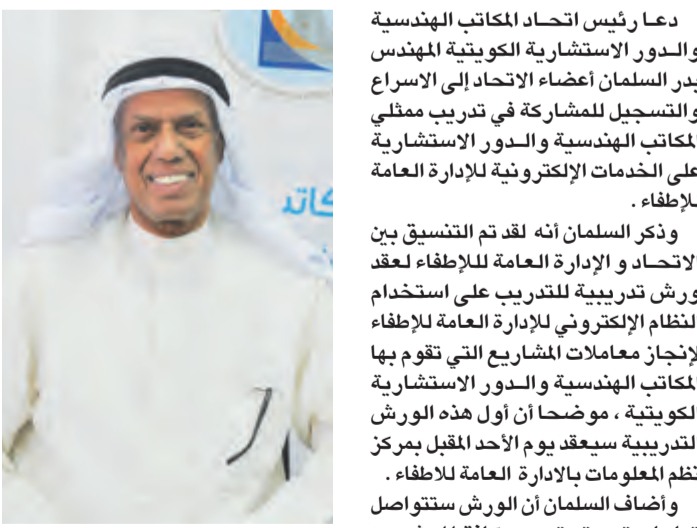 دعا رئيس اتحاد المكاتب الهندسية
والدور الاستشارية الكويتية المهندس
بدر السلمان أعضاء الاتحاد إلى الاسراع
والتسجيل للمشاركة في تدريب ممثلي
المكاتب الهندسية والدور الاستشارية
على الخدمات الإلكترونية للإدارة العامة
للإطفاء .
وذكر السلمان أنه لقد تم التنسيق بين
الاتحاد و الإدارة العامة لللإطفاء لعقد
ورش تدريبية للتدريب على استخدام
النظام الإلكتروني للإدارة العامة للإطفاء
لإنجاز معاملات المشاريع التي تقوم بها
المكاتب الهندسية والدور الاستشارية
الكويتية ، موضحا أن أول هذه الورش
التدريبية سيعقد يوم الأحد المقبل بمركز
نظم المعلومات بالادارة العامة للاطفاء .
وأضاف السلمان أن الورش ستتواصل